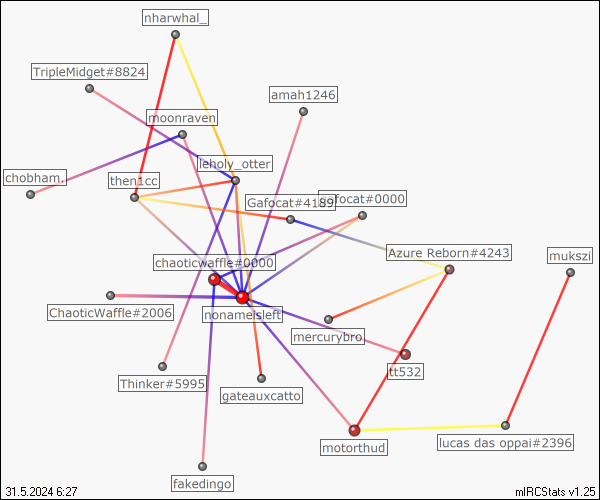 nharwhal_
TripleMidget#8824
amah1246
moonraven
leholy_otter
chobham.
then1cc
Gafocat#4189
gafocat#0000
Azure Reborn#4243
mukszi
chaoticwaffle#0000
ChaoticWaffle#2006
nonameisleft
mercurybro.
tt532
Thinker#5995
gateauxcatto
motorthud
lucas das oppai#2396
fakedingo
31.5.2024 6:27
mIRCStats v1.25